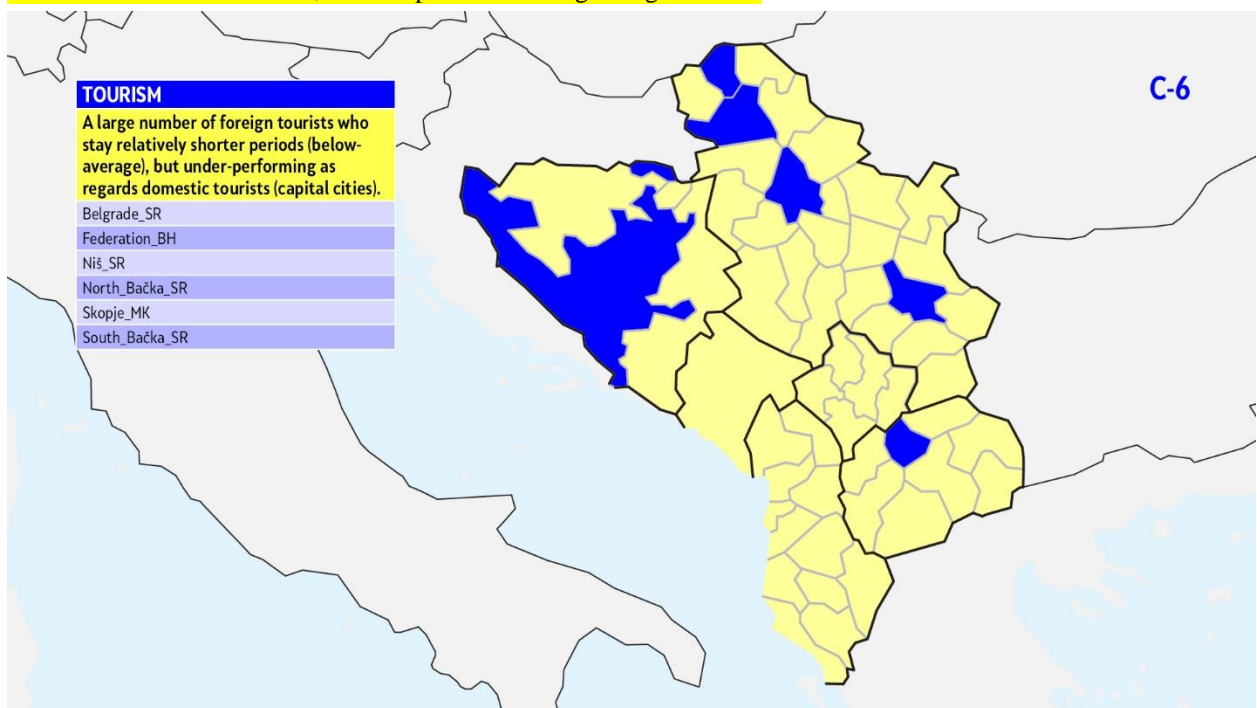 C-6
TOURISM
A large number of foreign tourists who
stay relatively shorter periods (below-
average), but under-performing as
regards domestic tourists (capital cities).
Belgrade_SR
Federation_BH
Niš_SR
North_Bačka_SR
Skopje_MK
South_Bačka_SR